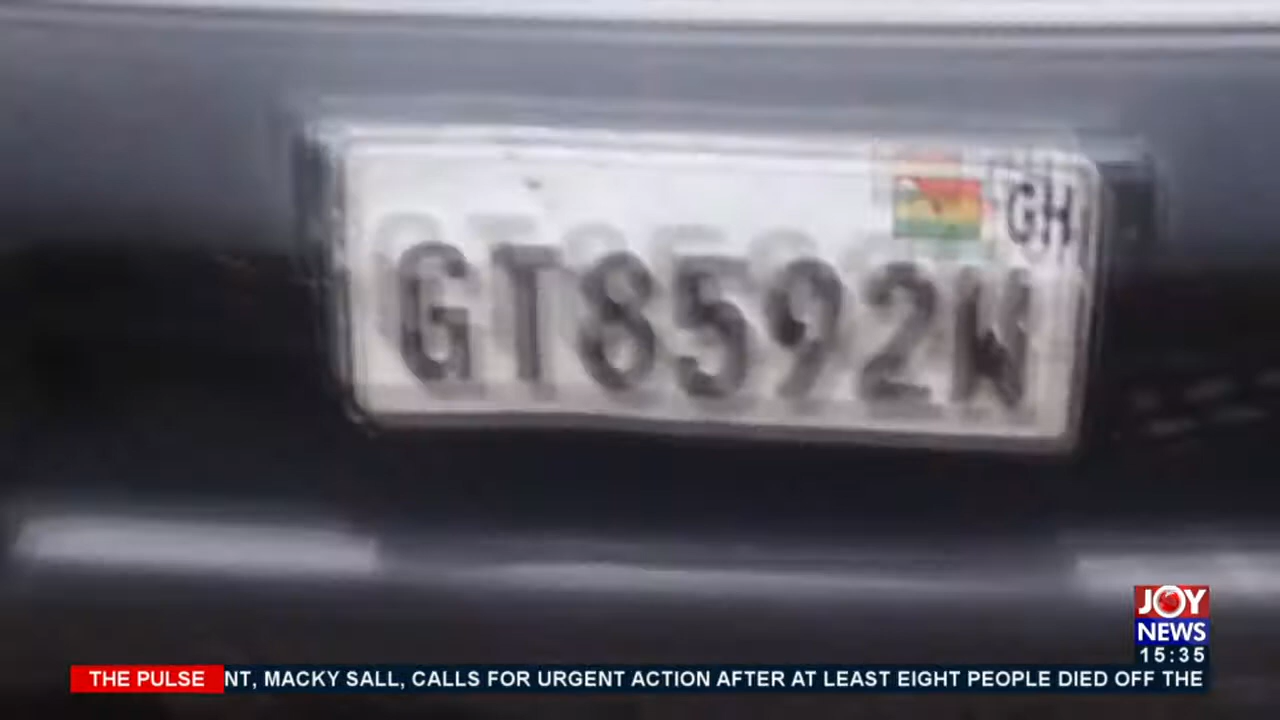 GH
GT8592W
JOY
NEWS
15:35
THE PULSE NT, MACKY SALL, CALLS FOR URGENT ACTION AFTER AT LEAST EIGHT PEOPLE DIED OFF THE